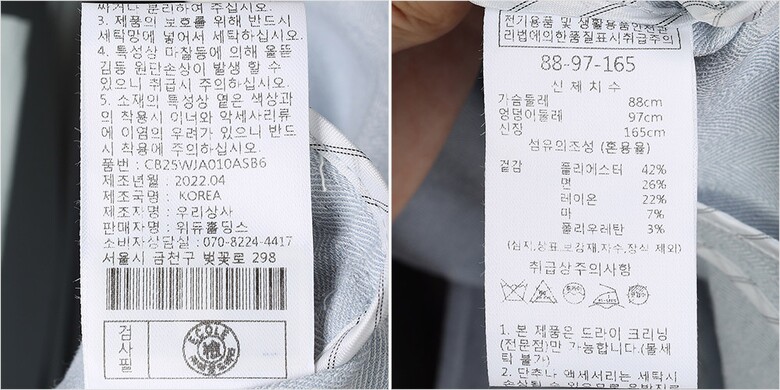 싸거나 분리하여 주십시오.
3. 제품의 보호를 위해 반드시
세탁망에 넣어서 세탁하십시오.
4. 특성상 마찰등에 의해 올뜯
김등 원단손상이 발생 할 수
있으니 취급시 주의하십시오.
5. 소재의 특성상 옅은 색상과
의 착용시 이너와 악세사리류
에 이염의 우려가 있으니 반드
시 착용에 주의하십시오.
품번 : CB25WJA010ASB6
제조년월 : 2022.04
제조국명 : KOREA
제조자명 : 우리상사
판매자명 : 위듀홀딩스
소비자상담실 : 070-8224-4417
서울시 금천구 벚꽃로 298
검사필
ECOLE
전기용품 및 생활용품안전관
리법에의한품질표시취급주의
88-97-165
신체치수
가슴둘레 88cm
엉덩이둘레 97cm
신장 165cm
섬유의조성 (혼용율)
겉감 폴리에스터 42%
면 26%
레이온 22%
마 7%
폴리우레탄 3%
(심지,상표,보강재,자수,장식 제외)
취급상주의사항
1. 본 제품은 드라이 크리닝
(전문점)만 가능합니다.(물세
탁 불가)
2. 단추나 액세서리는 세탁시